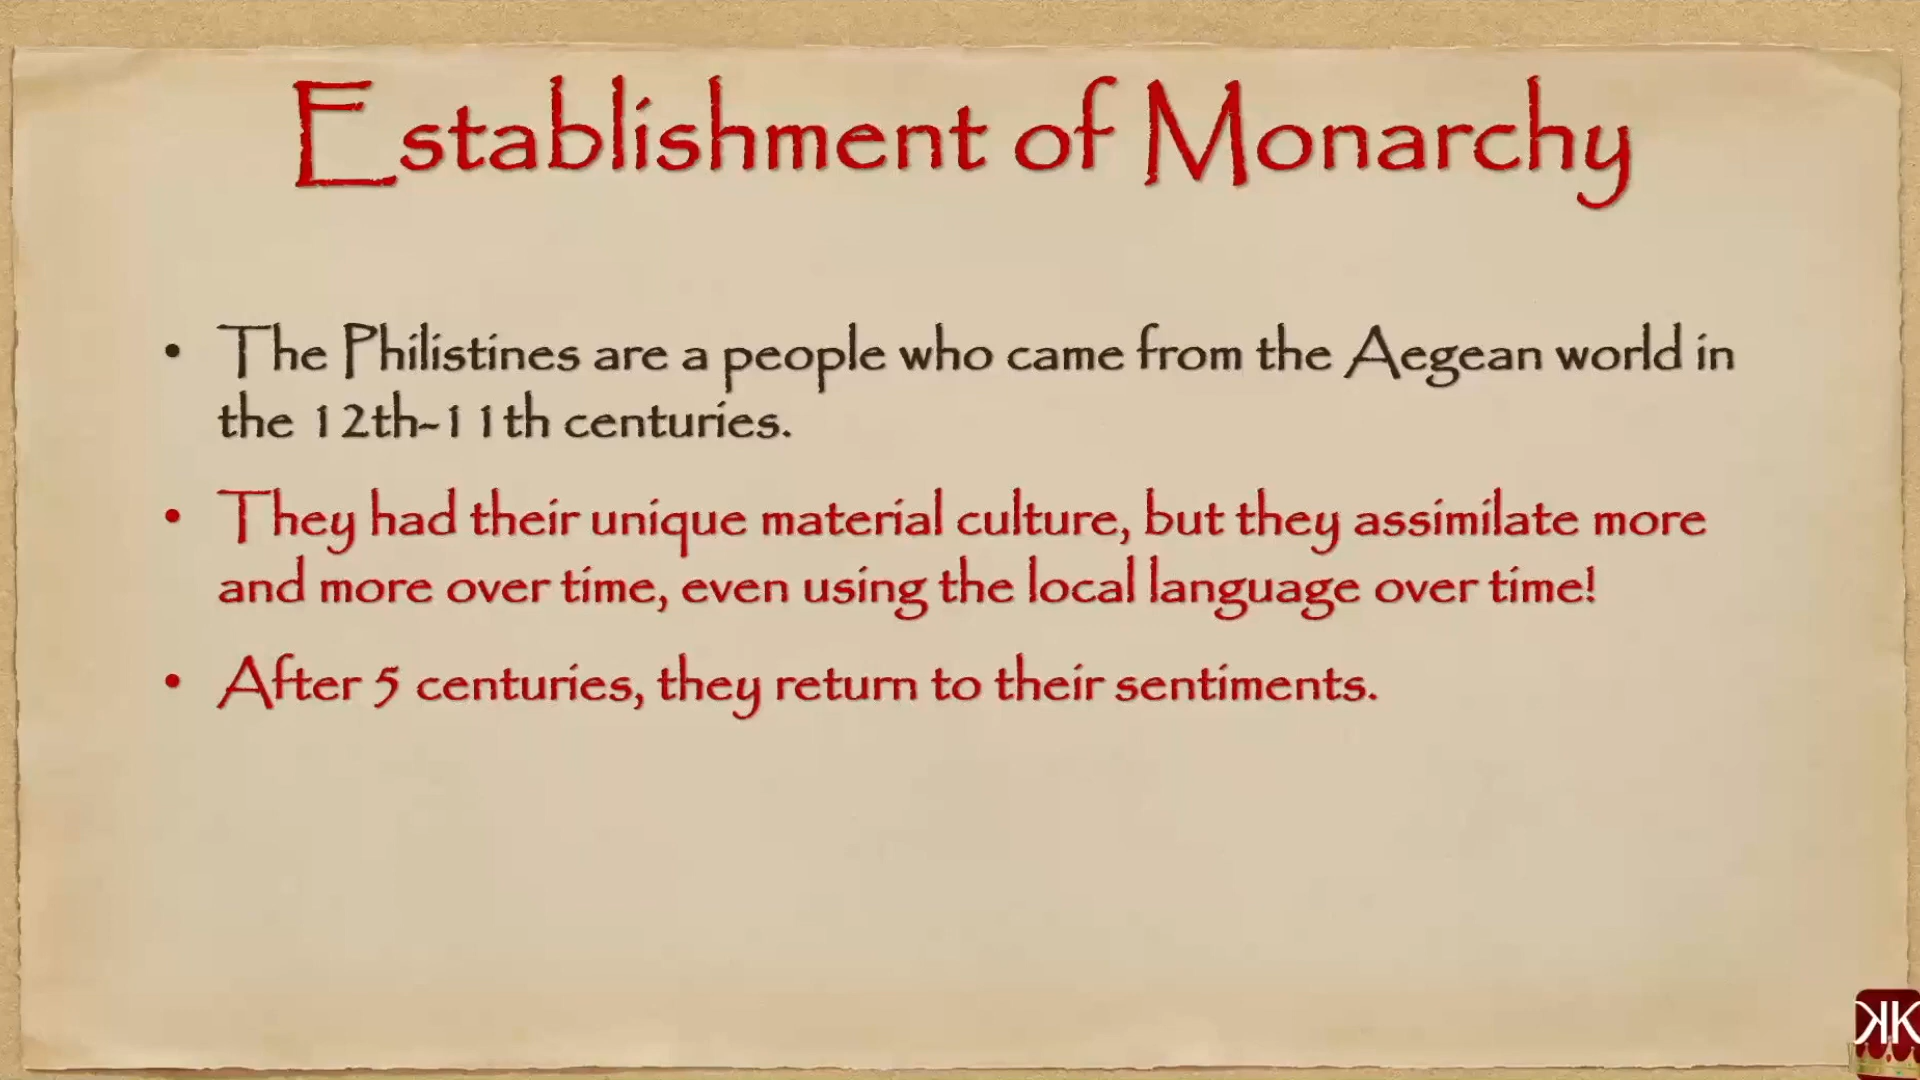 Establishment of Monarchy
• The Philistines are a people who came from the Aegean world in
the 12th-11th centuries.
• They had their unique material culture, but they assimilate more
and more over time, even using the local language over time!
• After 5 centuries, they return to their sentiments.
KK